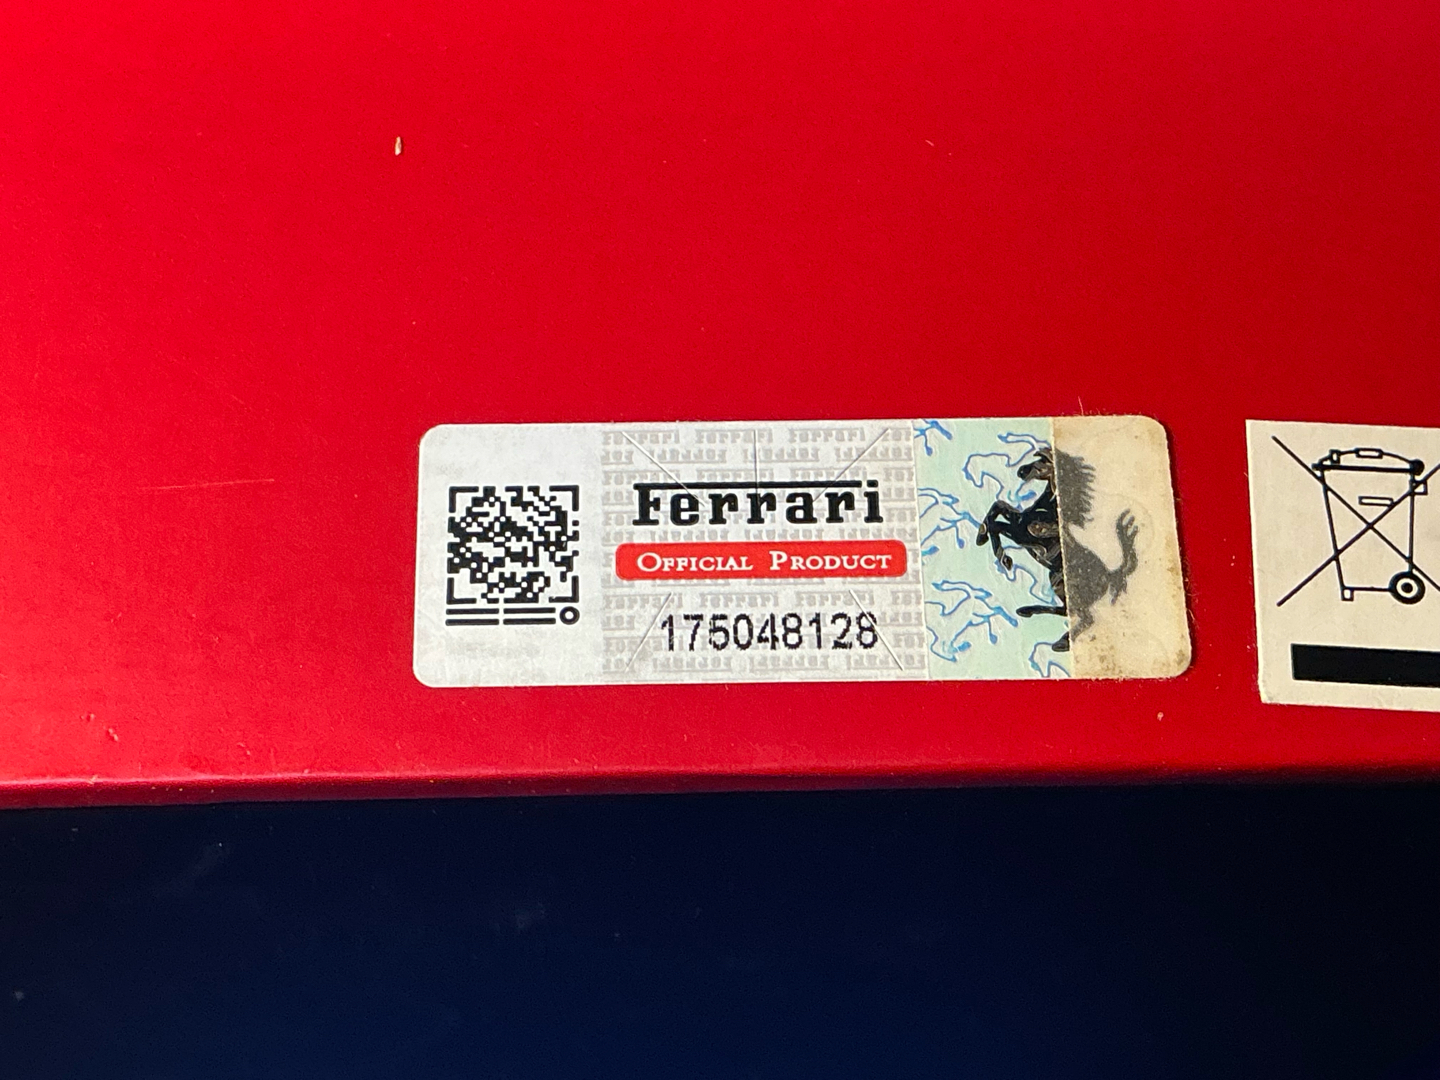 Ferrari
OFFICIAL PRODUCT
175048128